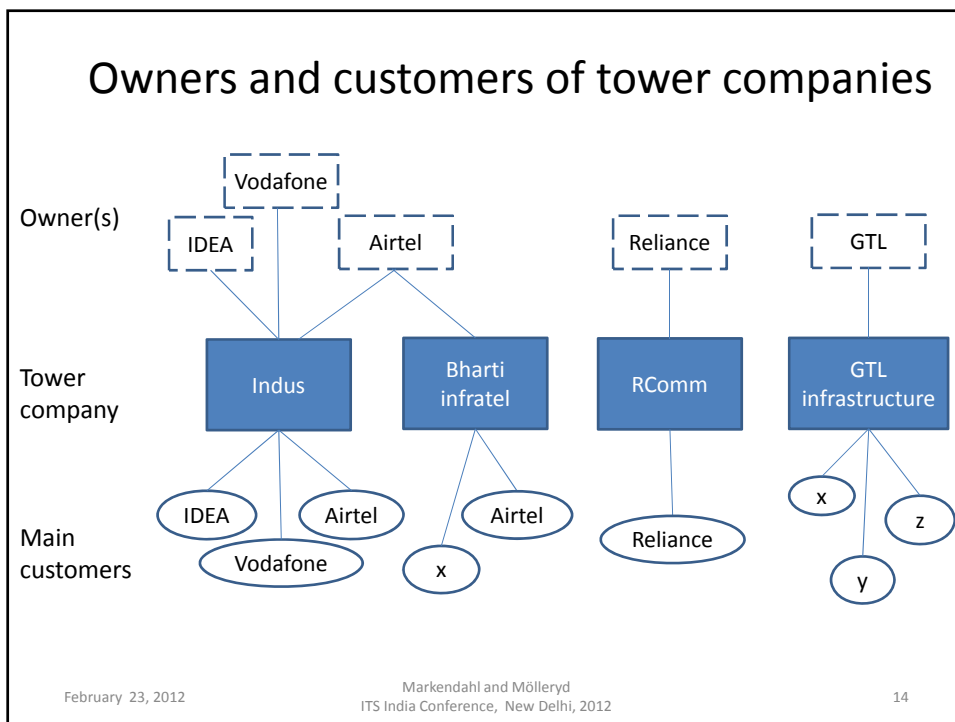 Owners and customers of tower companies
Owner(s)
Vodafone
IDEA
Airtel
Reliance
GTL
Tower
company
Indus
Bharti
infratel
RComm
GTL
infrastructure
Main
customers
IDEA
Vodafone
Airtel
x
Airtel
Reliance
x
y
z
February 23, 2012
Markendahl and Mölleryd
ITS India Conference, New Delhi, 2012
14